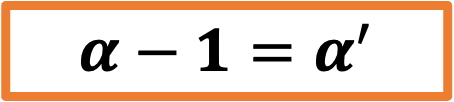 α − 1 = α′